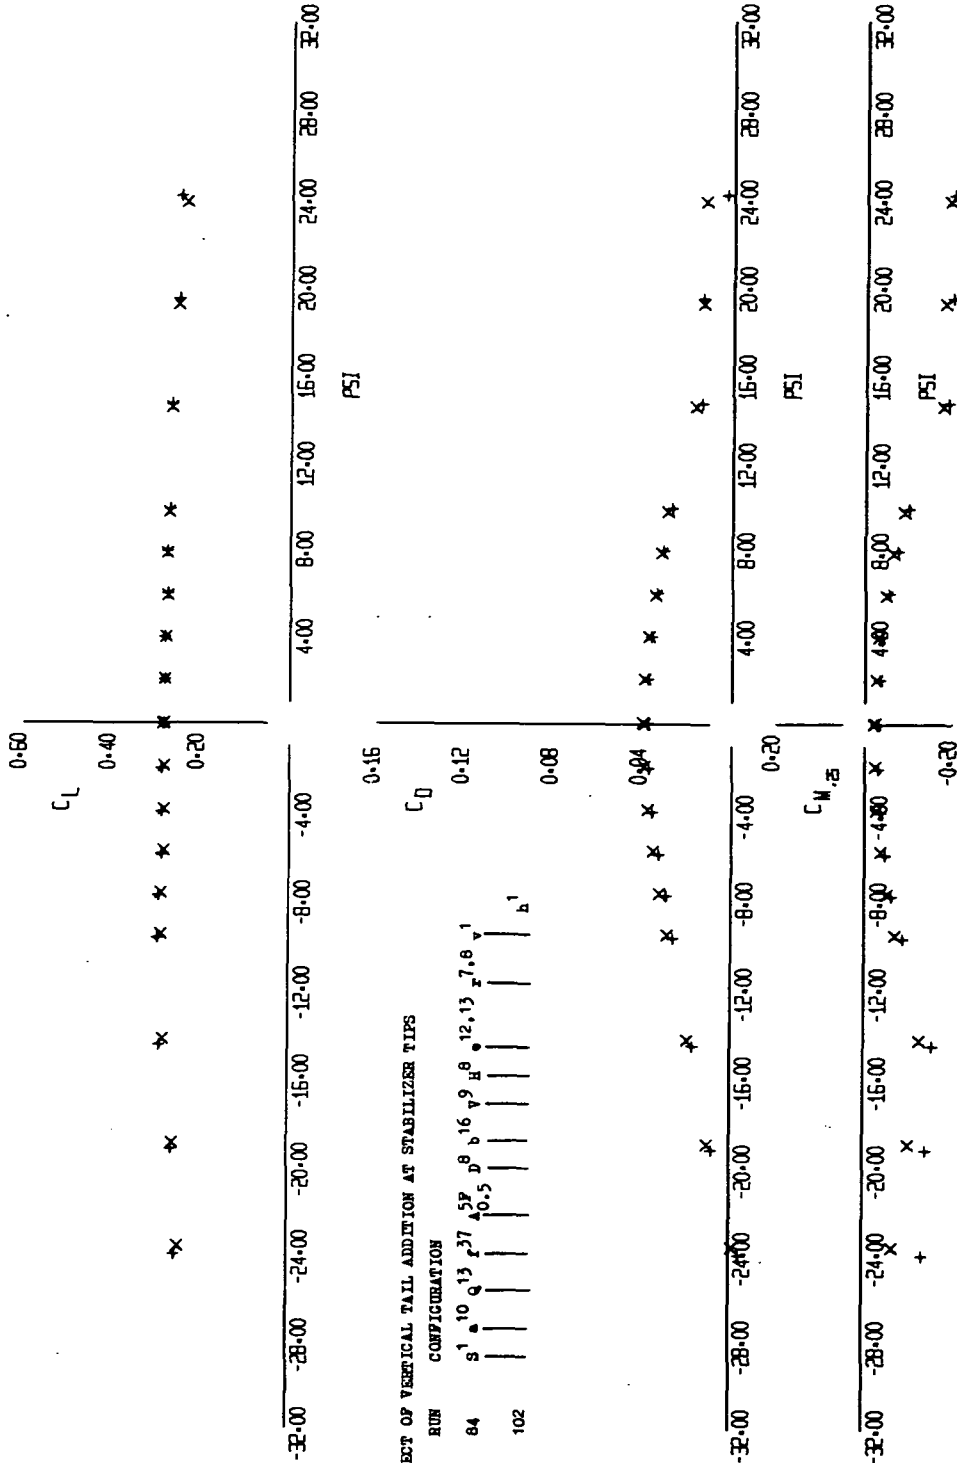 0.60
0.40
0.20
C_L
-32.00 -28.00 -24.00 -20.00 -16.00 -12.00 -8.00 -4.00 4.00 8.00 12.00 16.00 20.00 24.00 28.00 32.00
PSI
ECT OF VERTICAL TAIL ADDITION AT STABILIZER TIPS
RUN CONFIGURATION
84
102
h^1
0.16
0.12
0.08
0.04
C_D
-32.00 -28.00 -24.00 -20.00 -16.00 -12.00 -8.00 -4.00 4.00 8.00 12.00 16.00 20.00 24.00 28.00 32.00
PSI
0.20
-0.20
C_M.25
-32.00 -28.00 -24.00 -20.00 -16.00 -12.00 -8.00 -4.00 4.00 8.00 12.00 16.00 20.00 24.00 28.00 32.00
PSI